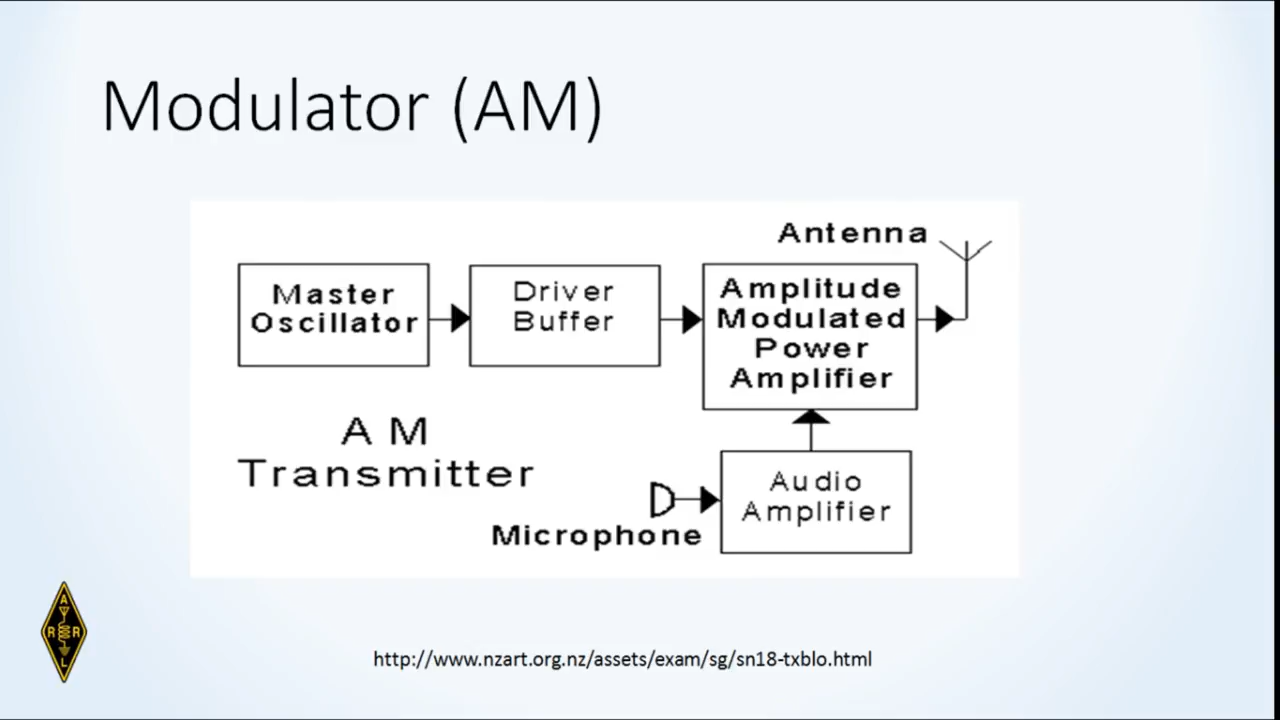 Modulator (AM)
Antenna
Master
Oscillator
Driver
Buffer
Amplitude
Modulated
Power
Amplifier
A M
Transmitter
Audio
Amplifier
Microphone
A
R R
L
http://www.nzart.org.nz/assets/exam/sg/sn18-txblo.html